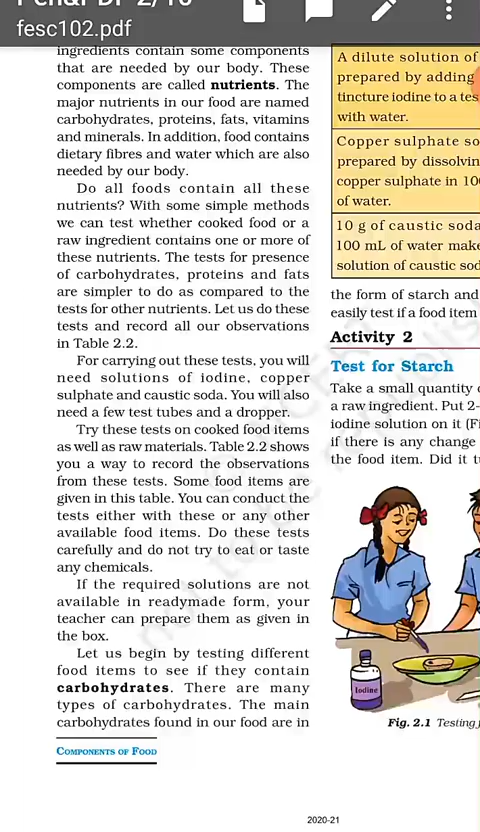 fesc102.pdf
ingredients contain some components
that are needed by our body. These
components are called nutrients. The
major nutrients in our food are named
carbohydrates, proteins, fats, vitamins
and minerals. In addition, food contains
dietary fibres and water which are also
needed by our body.
Do all foods contain all these
nutrients? With some simple methods
we can test whether cooked food or a
raw ingredient contains one or more of
these nutrients. The tests for presence
of carbohydrates, proteins and fats
are simpler to do as compared to the
tests for other nutrients. Let us do these
tests and record all our observations
in Table 2.2.
For carrying out these tests, you will
need solutions of iodine, copper
sulphate and caustic soda. You will also
need a few test tubes and a dropper.
Try these tests on cooked food items
as well as raw materials. Table 2.2 shows
you a way to record the observations
from these tests. Some food items are
given in this table. You can conduct the
tests either with these or any other
available food items. Do these tests
carefully and do not try to eat or taste
any chemicals.
If the required solutions are not
available in readymade form, your
teacher can prepare them as given in
the box.
Let us begin by testing different
food items to see if they contain
carbohydrates. There are many
types of carbohydrates. The main
carbohydrates found in our food are in
A dilute solution of
prepared by adding
tincture iodine to a tes
with water.
Copper sulphate so
prepared by dissolvin
copper sulphate in 10
of water.
10 g of caustic soda
100 mL of water make
solution of caustic sod
the form of starch and
easily test if a food item
Activity 2
Test for Starch
Take a small quantity
a raw ingredient. Put 2-
iodine solution on it (Fi
if there is any change
the food item. Did it tu
Iodine
Fig. 2.1 Testing
COMPONENTS OF FOOD
2020-21